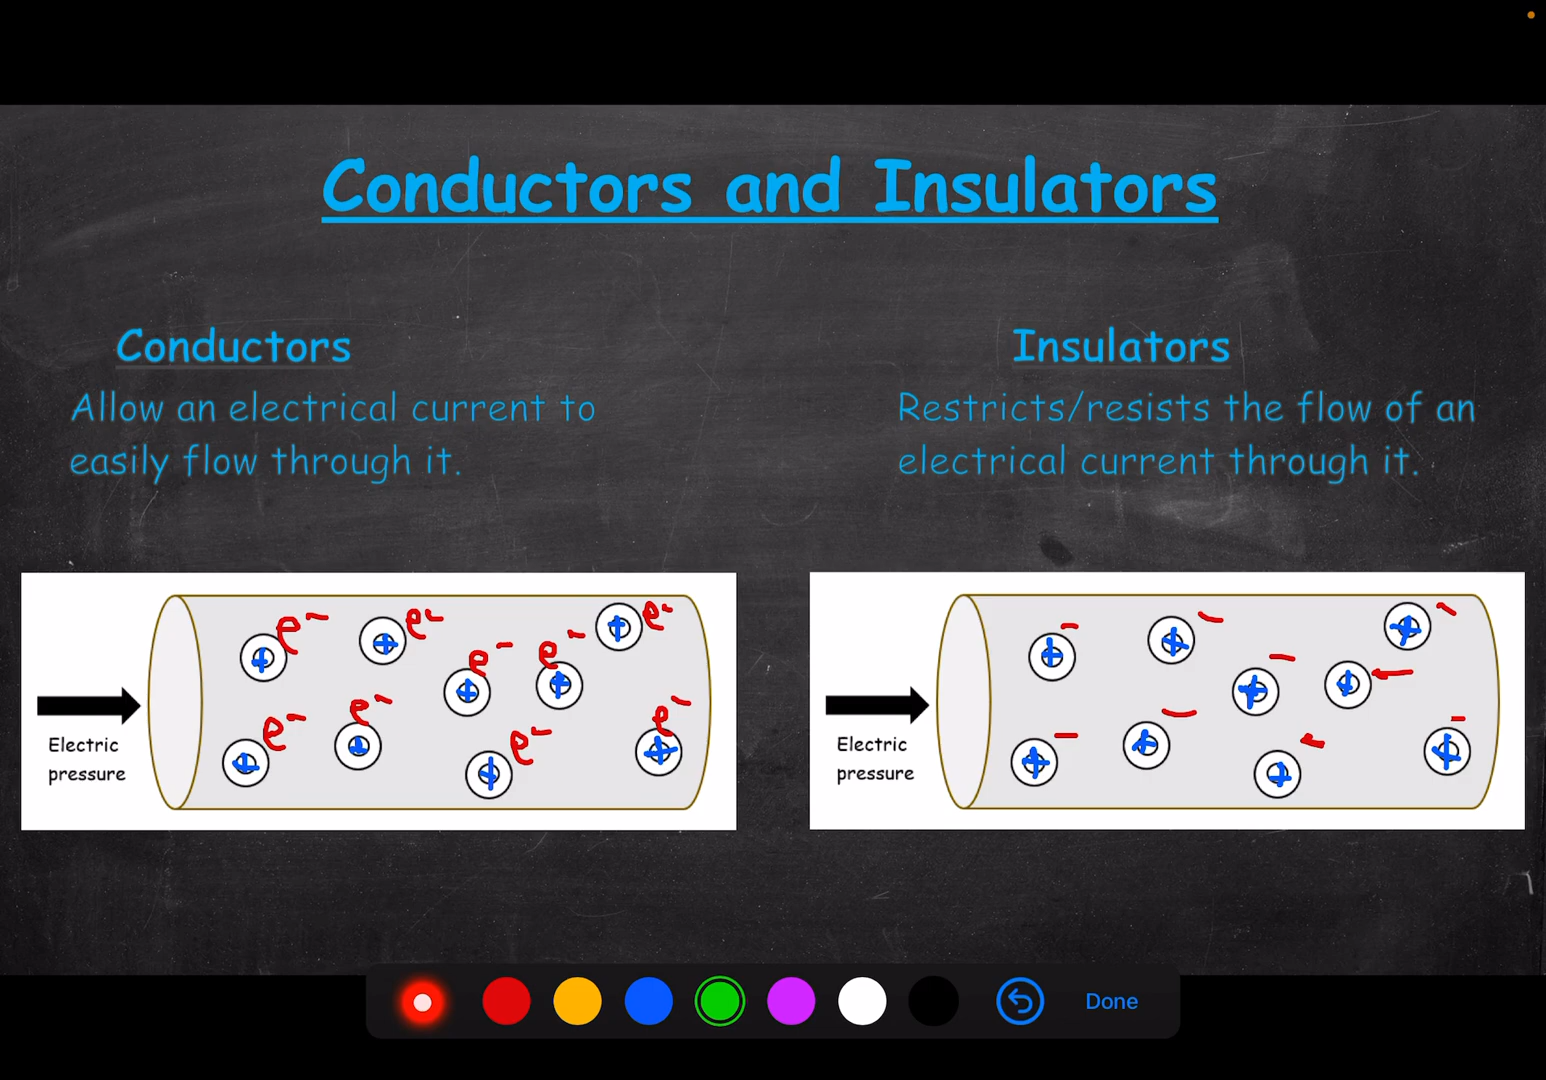 Conductors and Insulators
Conductors
Allow an electrical current to
easily flow through it.
Insulators
Restricts/resists the flow of an
electrical current through it.
e- e- e- e- e-
e- e- e- e-
Electric
pressure
+ + + + +
+ + + +
- - - - -
- - - -
Electric
pressure
+ + + + +
+ + + +
Done